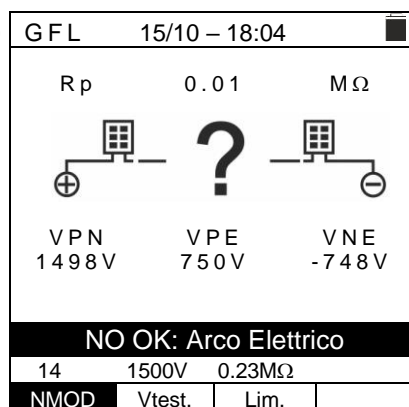 GFL 15/10 – 18:04
Rp 0.01 MΩ
?
VPN VPE VNE
1498V 750V -748V
NO OK: Arco Elettrico
14 1500V 0.23MΩ
NMOD Vtest. Lim.